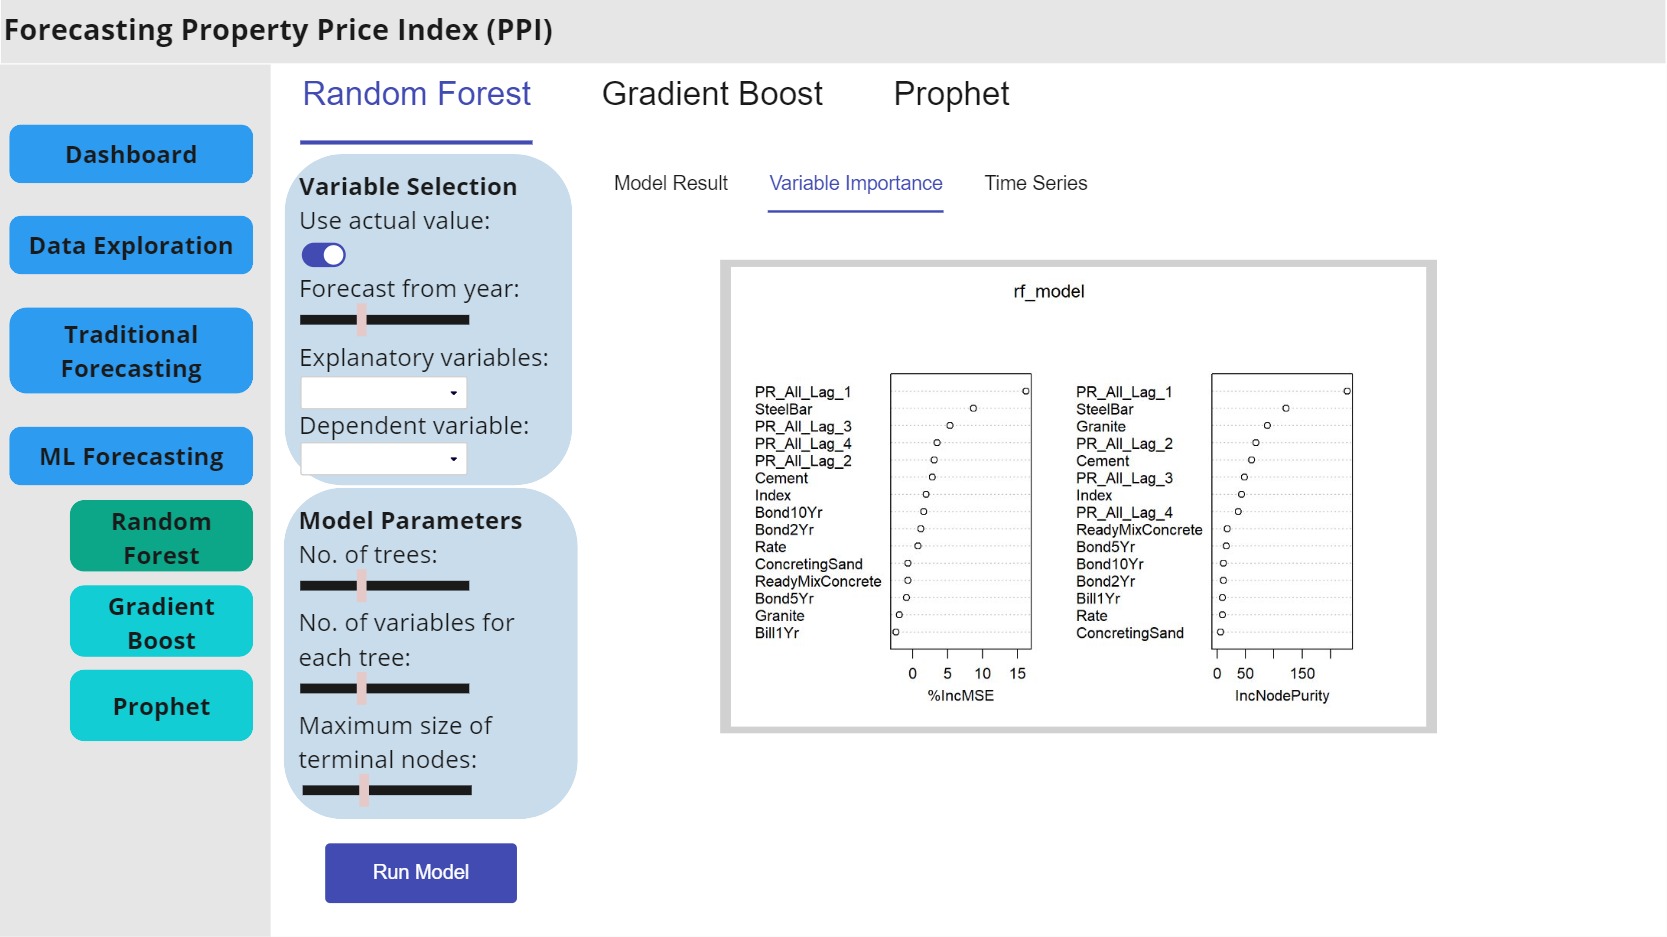 Forecasting Property Price Index (PPI)
Dashboard
Data Exploration
Traditional
Forecasting
ML Forecasting
Random
Forest
Gradient
Boost
Prophet
Random Forest
Gradient Boost
Prophet
Variable Selection
Use actual value:
Forecast from year:
Explanatory variables:
Dependent variable:
Model Parameters
No. of trees:
No. of variables for
each tree:
Maximum size of
terminal nodes:
Run Model
Model Result
Variable Importance
Time Series
rf_model
PR_All_Lag_1
SteelBar
PR_All_Lag_3
PR_All_Lag_4
PR_All_Lag_2
Cement
Index
Bond10Yr
Bond2Yr
Rate
ConcretingSand
ReadyMixConcrete
Bond5Yr
Granite
Bill1Yr
0 5 10 15
%IncMSE
PR_All_Lag_1
SteelBar
Granite
PR_All_Lag_2
Cement
PR_All_Lag_3
Index
PR_All_Lag_4
ReadyMixConcrete
Bond5Yr
Bond10Yr
Bond2Yr
Bill1Yr
Rate
ConcretingSand
0 50 150
IncNodePurity